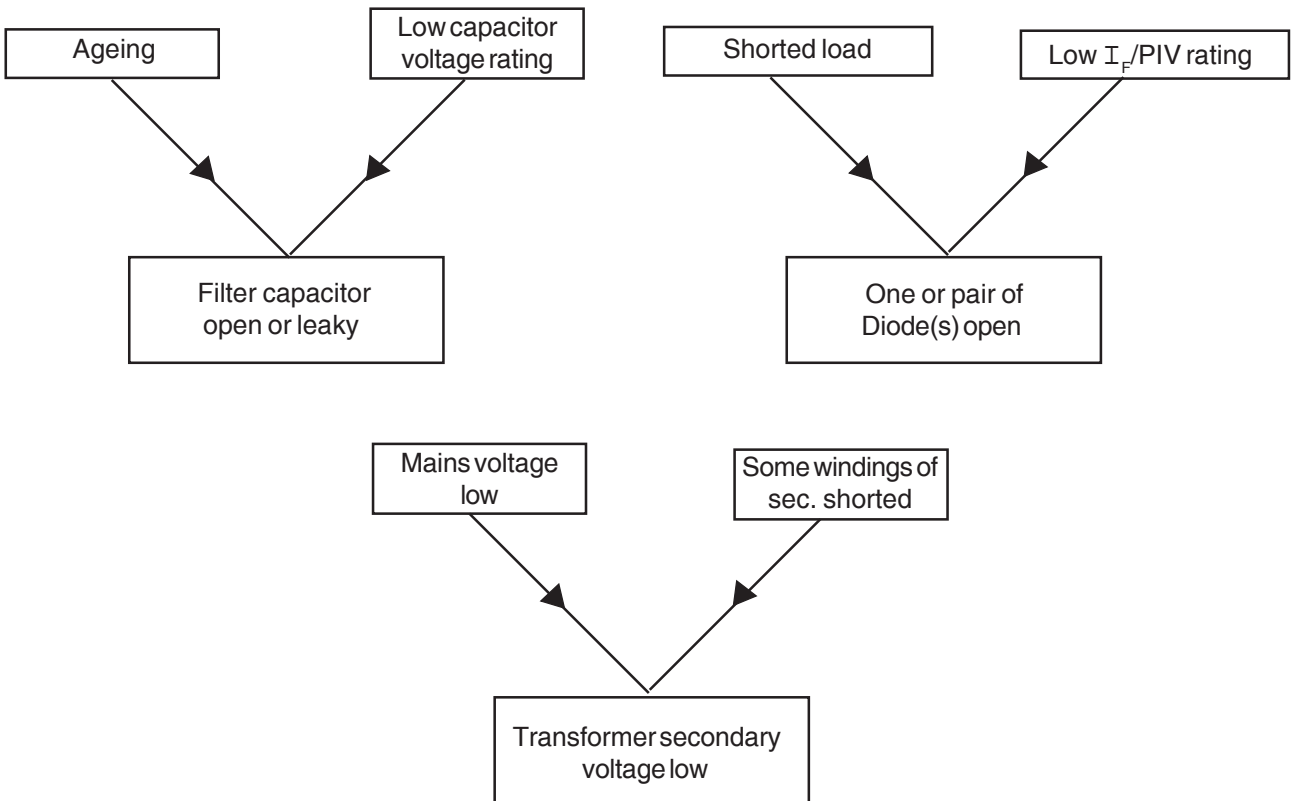 Ageing
Low capacitor
voltage rating
Shorted load
Low I_F/PIV rating
Filter capacitor
open or leaky
One or pair of
Diode(s) open
Mains voltage
low
Some windings of
sec. shorted
Transformer secondary
voltage low